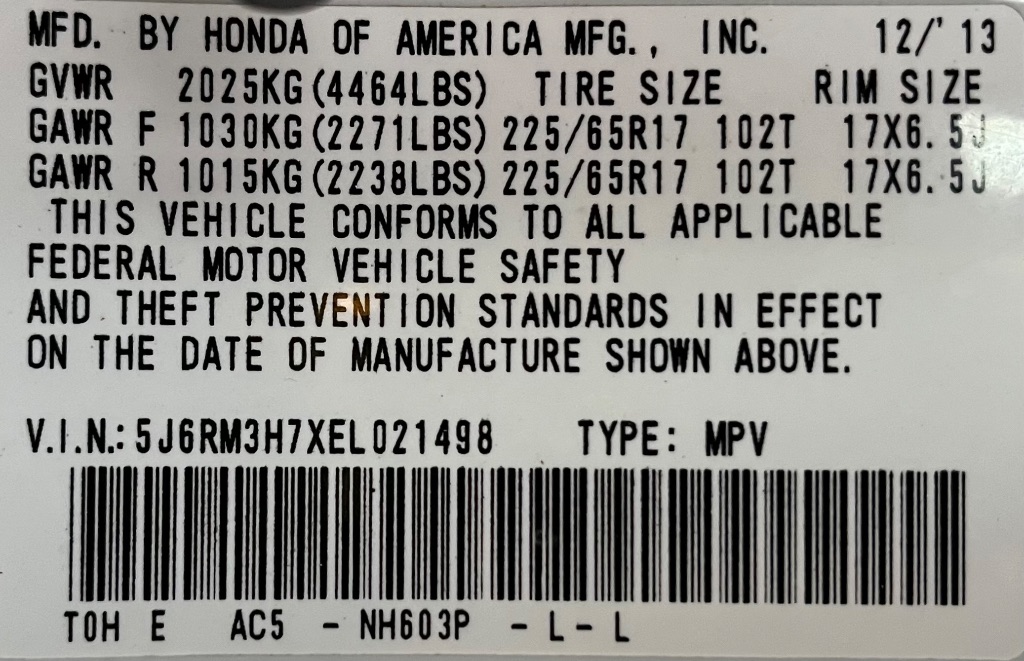 MFD. BY HONDA OF AMERICA MFG., INC. 12/'13
GVWR 2025KG(4464LBS) TIRE SIZE RIM SIZE
GAWR F 1030KG(2271LBS) 225/65R17 102T 17X6.5J
GAWR R 1015KG(2238LBS) 225/65R17 102T 17X6.5J
THIS VEHICLE CONFORMS TO ALL APPLICABLE
FEDERAL MOTOR VEHICLE SAFETY
AND THEFT PREVENTION STANDARDS IN EFFECT
ON THE DATE OF MANUFACTURE SHOWN ABOVE.
V.I.N.: 5J6RM3H7XEL021498 TYPE: MPV
TOH E AC5 - NH603P - L - L